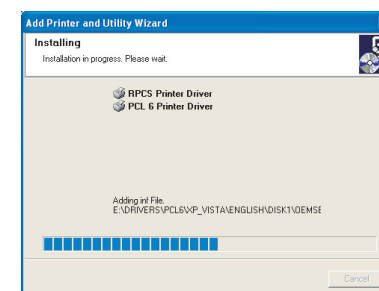 Add Printer and Utility Wizard
Installing
Installation in progress. Please wait.
RPCS Printer Driver
PCL 6 Printer Driver
Adding inf File.
E:\DRIVERS\PCL6\XP_VISTA\ENGLISH\DISK1\OEMSE
Cancel